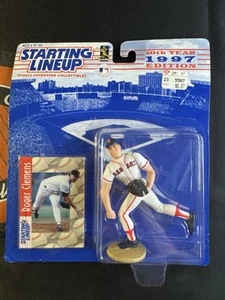 STARTING
LINEUP
SPORTS SUPERSTAR COLLECTIBLES
10th YEAR
1997
EDITION
Roger Clemens
RED SOX
STARTING
LINEUP